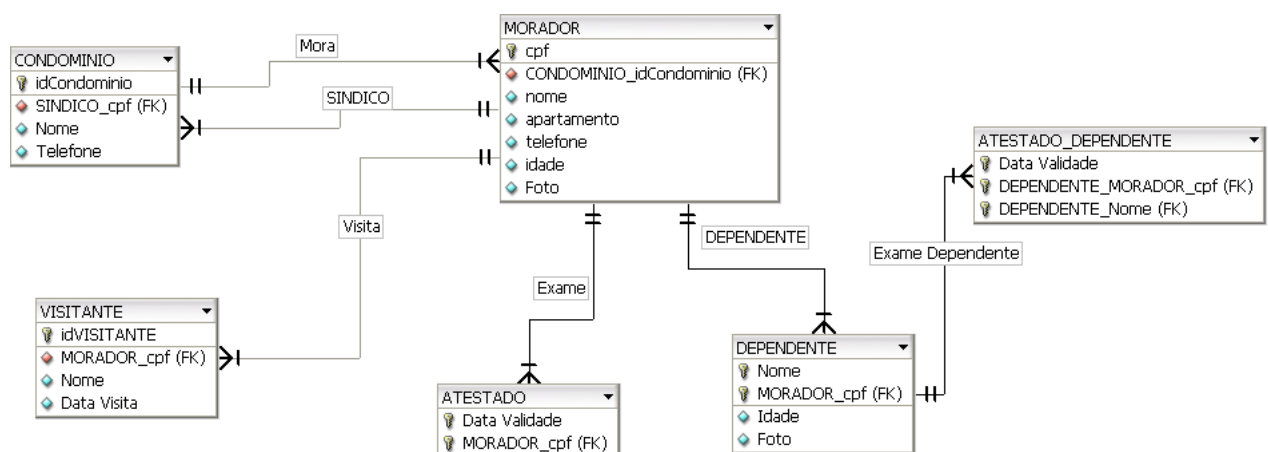 CONDOMINIO
idCondominio
SINDICO_cpf (FK)
Nome
Telefone
Mora
SINDICO
MORADOR
cpf
CONDOMINIO_idCondominio (FK)
nome
apartamento
telefone
idade
Foto
Visita
VISITANTE
idVISITANTE
MORADOR_cpf (FK)
Nome
Data Visita
Exame
ATESTADO
Data Validade
MORADOR_cpf (FK)
DEPENDENTE
DEPENDENTE
Nome
MORADOR_cpf (FK)
Idade
Foto
Exame Dependente
ATESTADO_DEPENDENTE
Data Validade
DEPENDENTE_MORADOR_cpf (FK)
DEPENDENTE_Nome (FK)